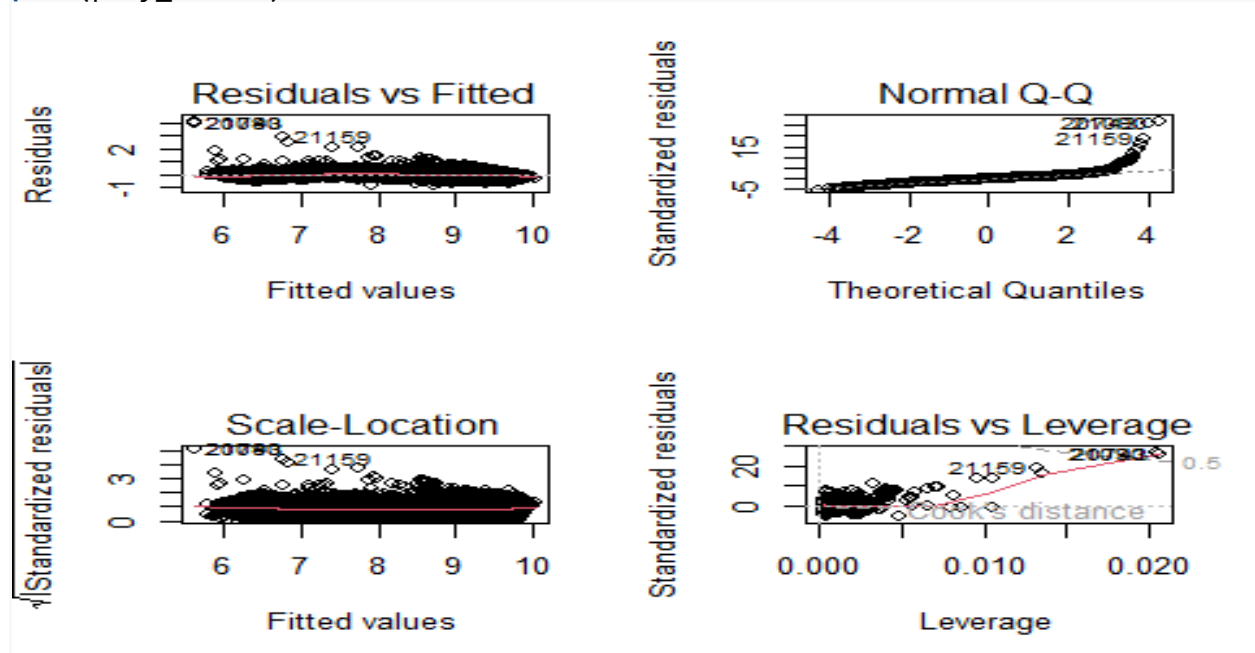 Residuals vs Fitted
Residuals
2
-1
21159
6 7 8 9 10
Fitted values
Normal Q-Q
Standardized residuals
15
-5
21159
-4 -2 0 2 4
Theoretical Quantiles
Scale-Location
√|Standardized residuals|
3
0
21159
6 7 8 9 10
Fitted values
Residuals vs Leverage
Standardized residuals
20
0
21159
0.5
Cook's distance
0.000 0.010 0.020
Leverage